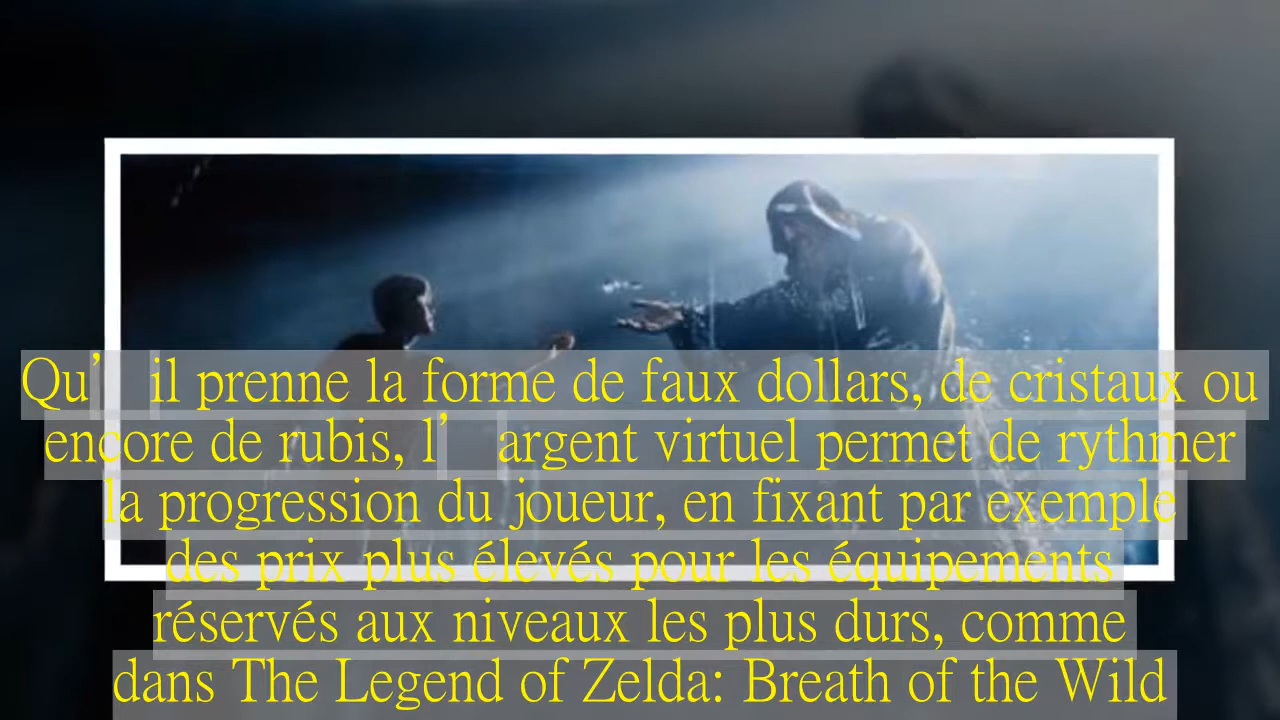 Qu’il prenne la forme de faux dollars, de cristaux ou
encore de rubis, l’argent virtuel permet de rythmer
la progression du joueur, en fixant par exemple
des prix plus élevés pour les équipements
réservés aux niveaux les plus durs, comme
dans The Legend of Zelda: Breath of the Wild